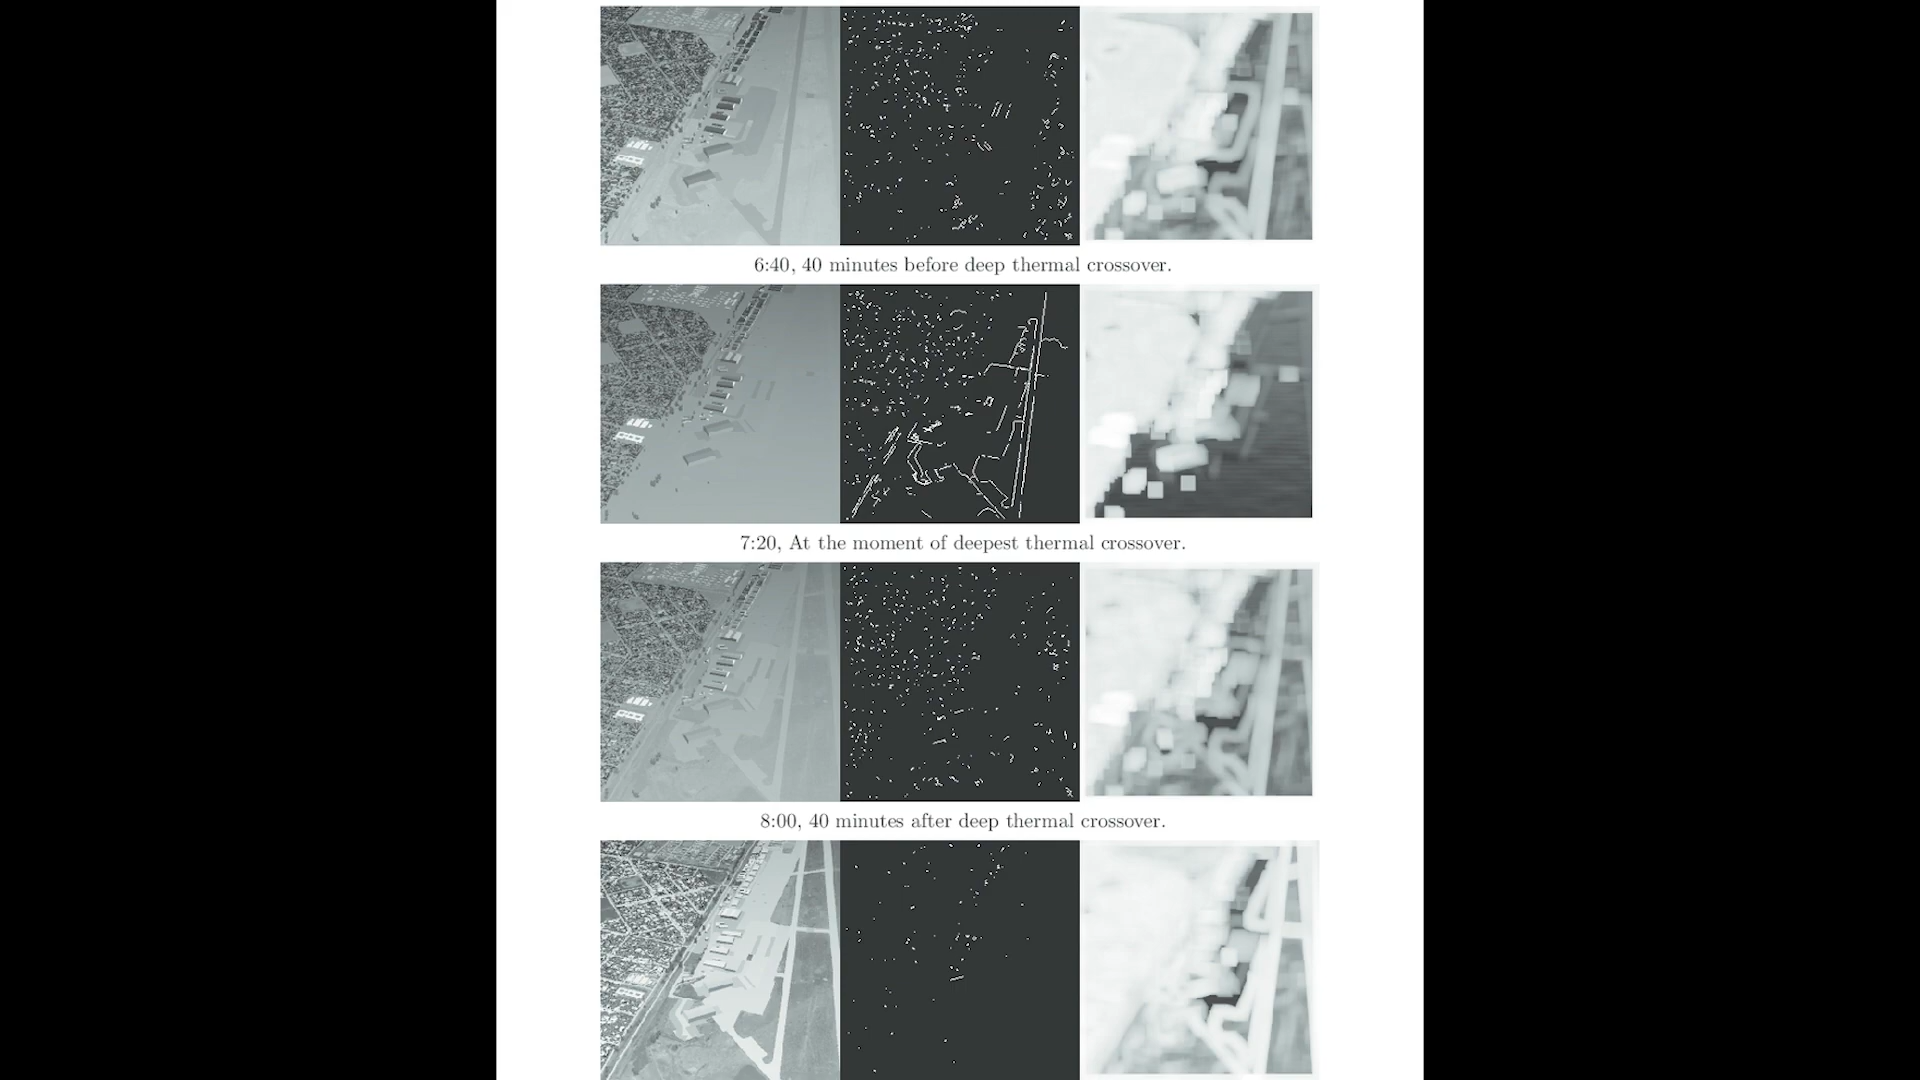 6:40, 40 minutes before deep thermal crossover.
7:20, At the moment of deepest thermal crossover.
8:00, 40 minutes after deep thermal crossover.